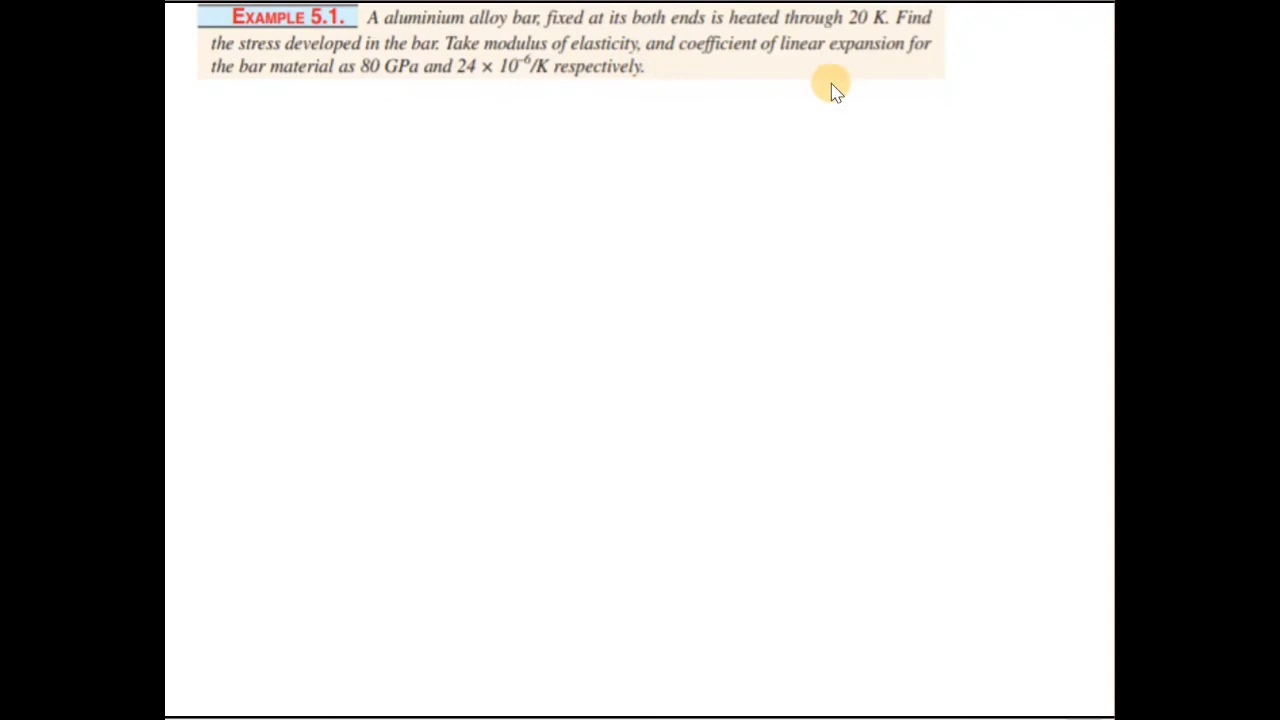 EXAMPLE 5.1. A aluminium alloy bar, fixed at its both ends is heated through 20 K. Find
the stress developed in the bar. Take modulus of elasticity, and coefficient of linear expansion for
the bar material as 80 GPa and 24 × 10⁻⁶/K respectively.